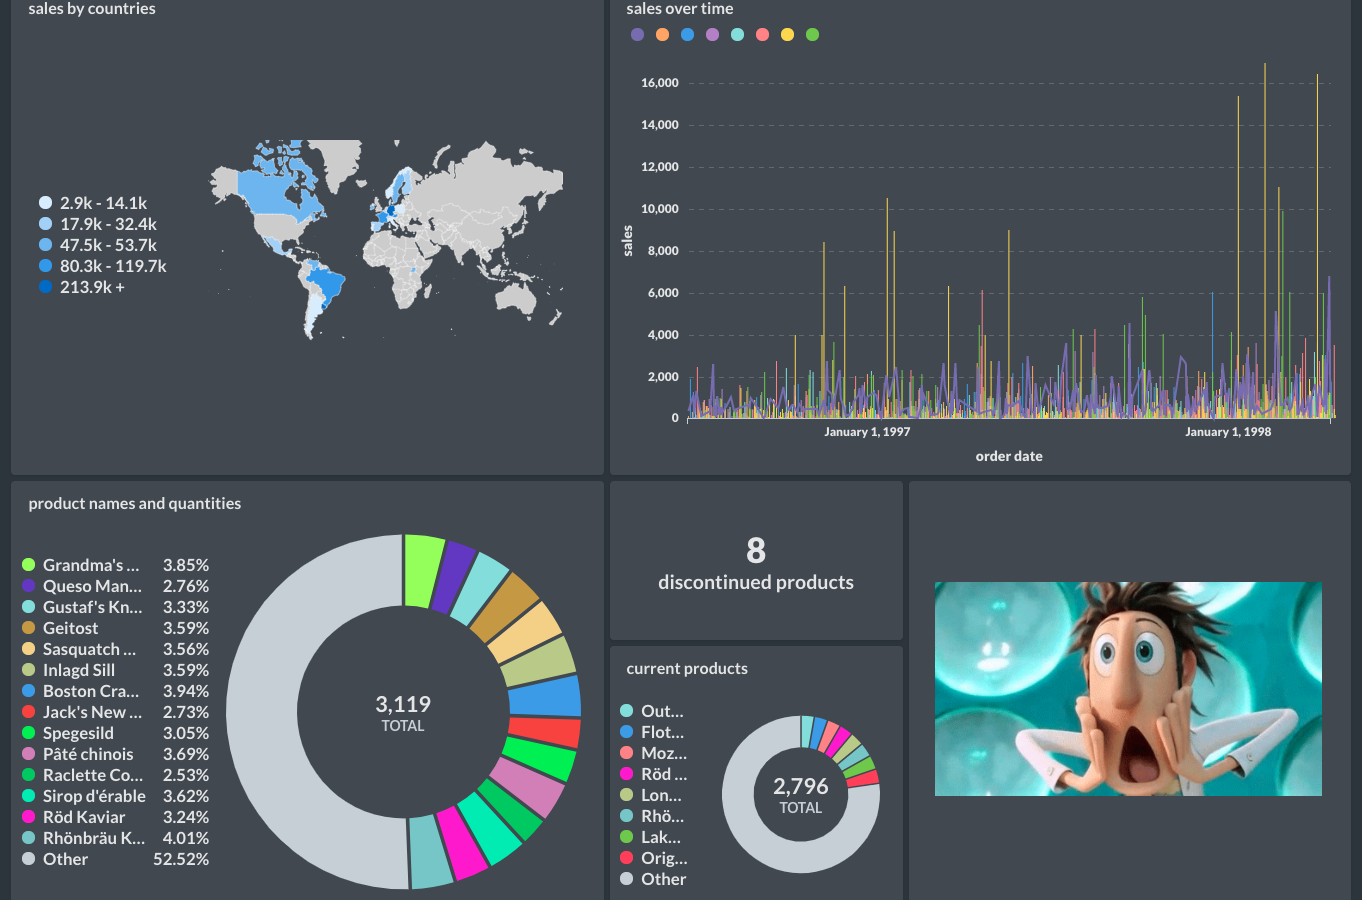 sales by countries
2.9k - 14.1k
17.9k - 32.4k
47.5k - 53.7k
80.3k - 119.7k
213.9k +
sales over time
16,000
14,000
12,000
10,000
8,000
6,000
4,000
2,000
0
sales
January 1, 1997
January 1, 1998
order date
product names and quantities
Grandma's ... 3.85%
Queso Man... 2.76%
Gustaf's Kn... 3.33%
Geitost 3.59%
Sasquatch ... 3.56%
Inlagd Sill 3.59%
Boston Cra... 3.94%
Jack's New ... 2.73%
Spegesild 3.05%
Pâté chinois 3.69%
Raclette Co... 2.53%
Sirop d'érable 3.62%
Röd Kaviar 3.24%
Rhönbräu K... 4.01%
Other 52.52%
3,119
TOTAL
8
discontinued products
current products
Out...
Flot...
Moz...
Röd ...
Lon...
Rhö...
Lak...
Orig...
Other
2,796
TOTAL